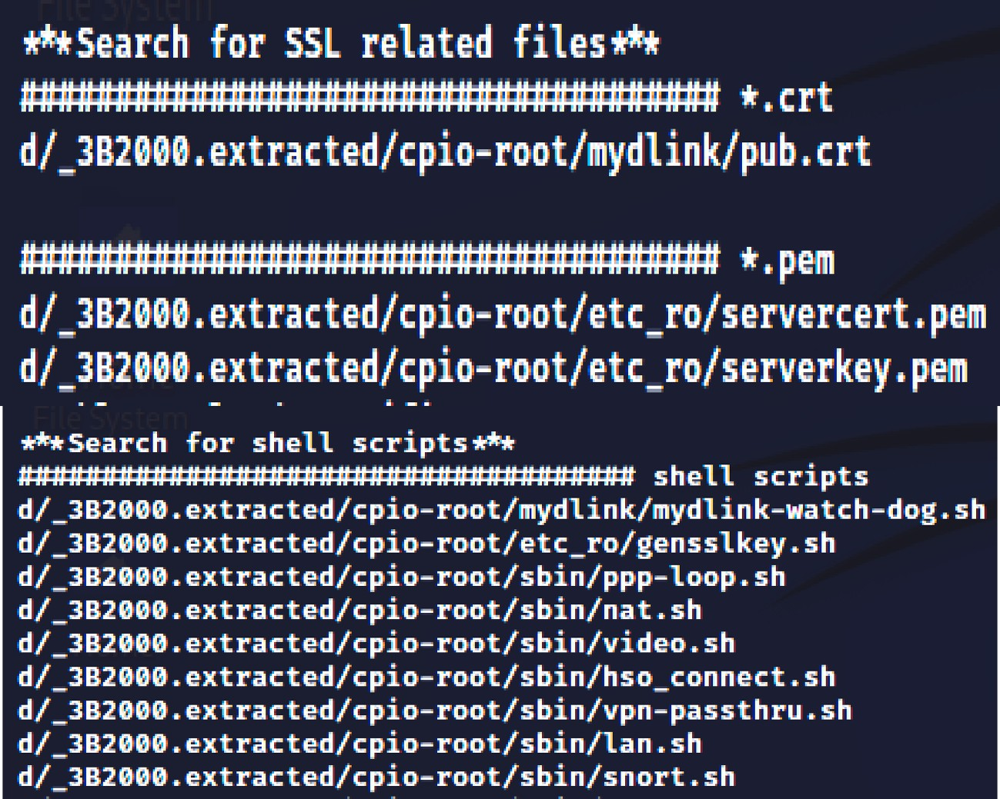 File System
***Search for SSL related files***
##################################### *.crt
d/_3B2000.extracted/cpio-root/mydlink/pub.crt
##################################### *.pem
d/_3B2000.extracted/cpio-root/etc_ro/servercert.pem
d/_3B2000.extracted/cpio-root/etc_ro/serverkey.pem
File System
***Search for shell scripts***
##################################### shell scripts
d/_3B2000.extracted/cpio-root/mydlink/mydlink-watch-dog.sh
d/_3B2000.extracted/cpio-root/etc_ro/gensslkey.sh
d/_3B2000.extracted/cpio-root/sbin/ppp-loop.sh
d/_3B2000.extracted/cpio-root/sbin/nat.sh
d/_3B2000.extracted/cpio-root/sbin/video.sh
d/_3B2000.extracted/cpio-root/sbin/hso_connect.sh
d/_3B2000.extracted/cpio-root/sbin/vpn-passthru.sh
d/_3B2000.extracted/cpio-root/sbin/lan.sh
d/_3B2000.extracted/cpio-root/sbin/snort.sh